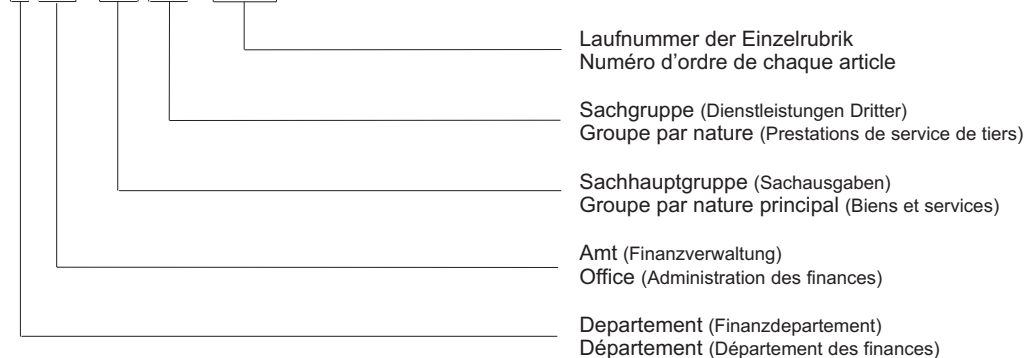 Laufnummer der Einzelrubrik
Numéro d'ordre de chaque article
Sachgruppe (Dienstleistungen Dritter)
Groupe par nature (Prestations de service de tiers)
Sachhauptgruppe (Sachausgaben)
Groupe par nature principal (Biens et services)
Amt (Finanzverwaltung)
Office (Administration des finances)
Departement (Finanzdepartement)
Département (Département des finances)